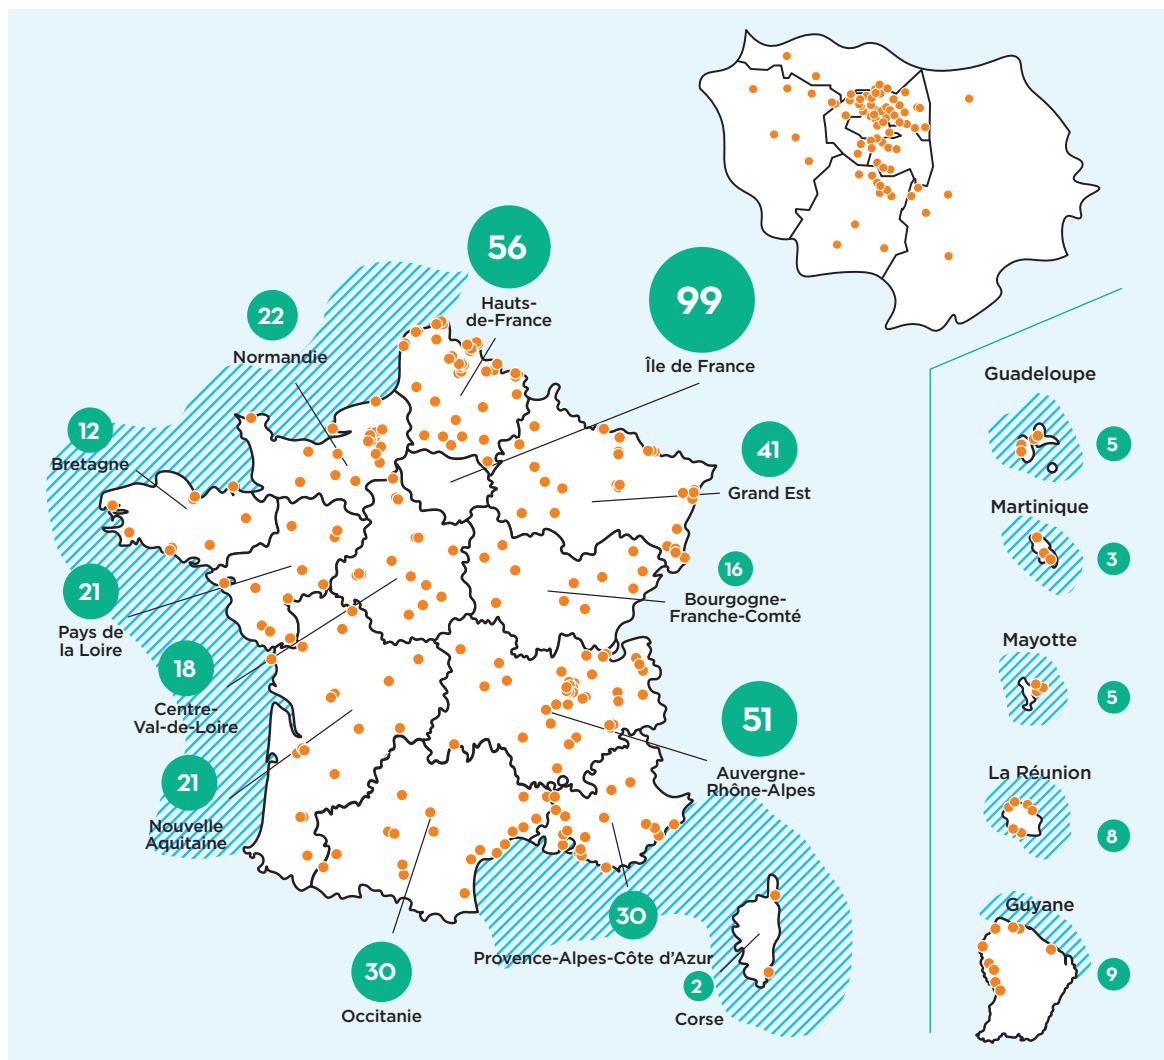 56
Hauts-
de-France
99
Île de France
22
Normandie
12
Bretagne
41
Grand Est
16
Bourgogne-
Franche-Comté
21
Pays de
la Loire
18
Centre-
Val-de-Loire
51
Auvergne-
Rhône-Alpes
21
Nouvelle
Aquitaine
30
Provence-Alpes-Côte d'Azur
30
Occitanie
2
Corse
Guadeloupe
5
Martinique
3
Mayotte
5
La Réunion
8
Guyane
9